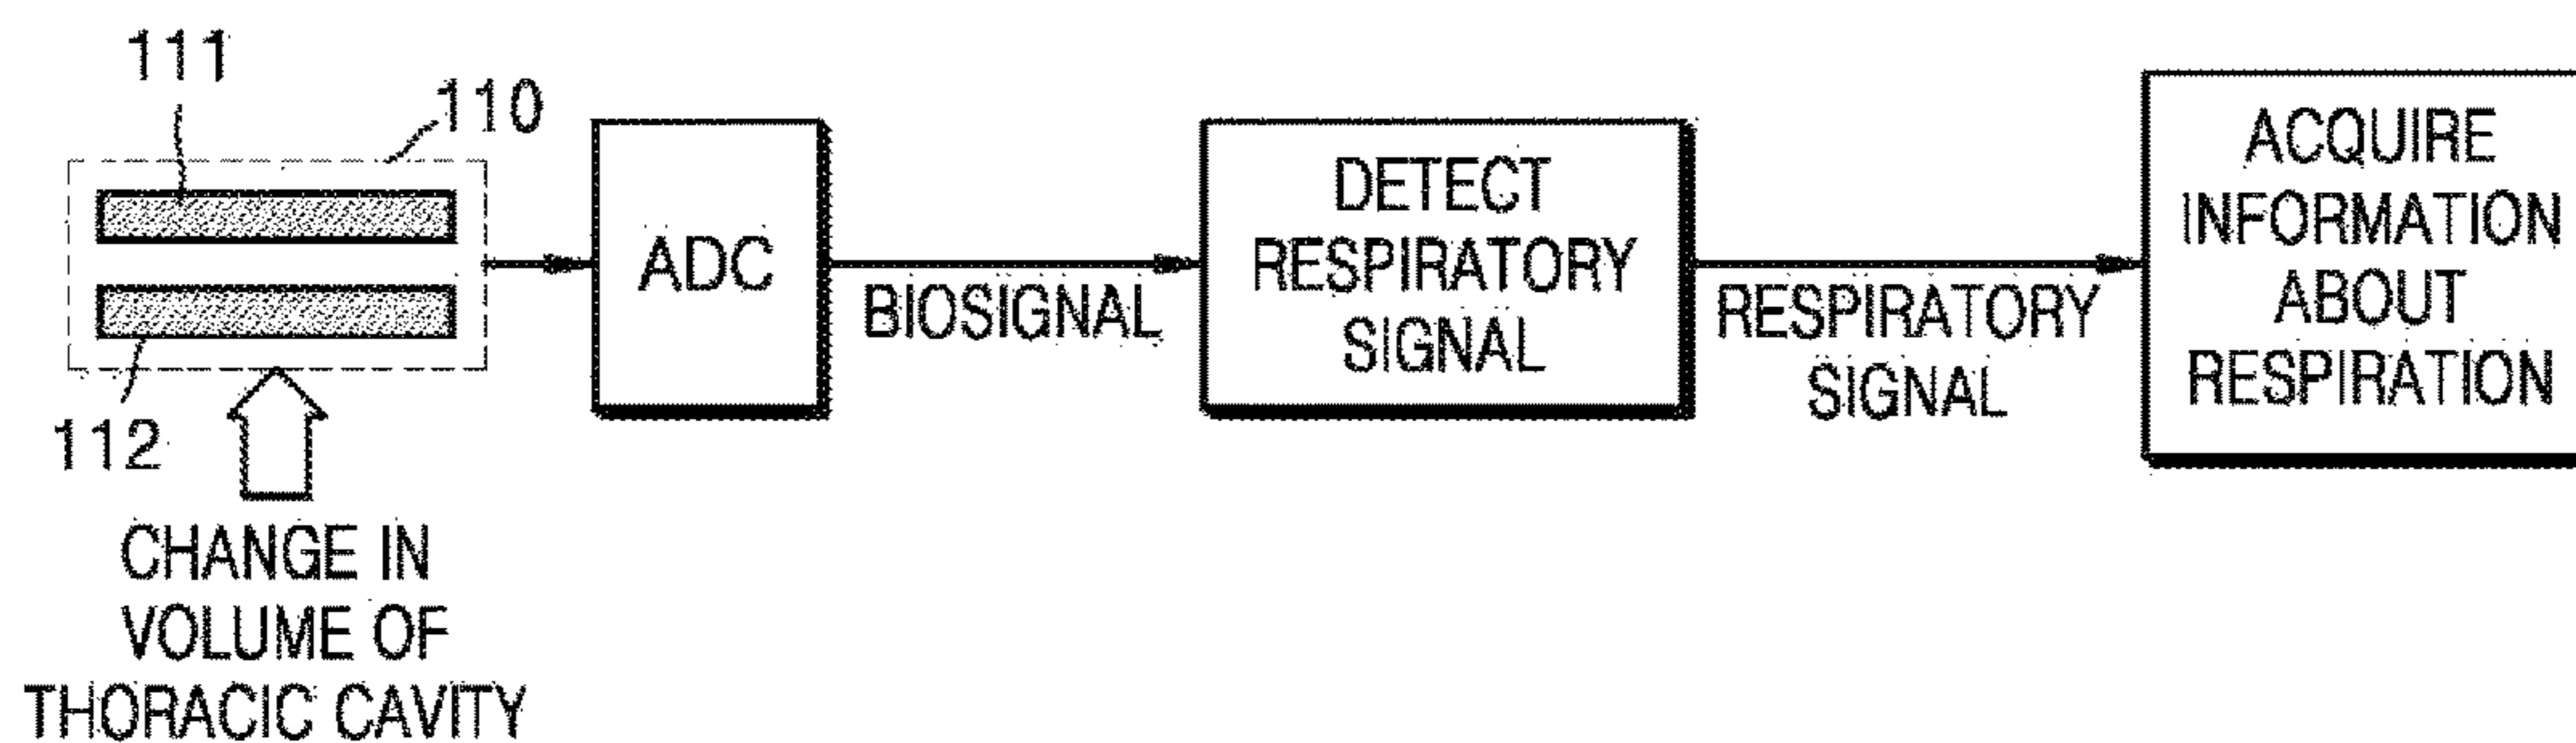 111
110
112
CHANGE IN
VOLUME OF
THORACIC CAVITY
ADC
BIOSIGNAL
DETECT
RESPIRATORY
SIGNAL
RESPIRATORY
SIGNAL
ACQUIRE
INFORMATION
ABOUT
RESPIRATION